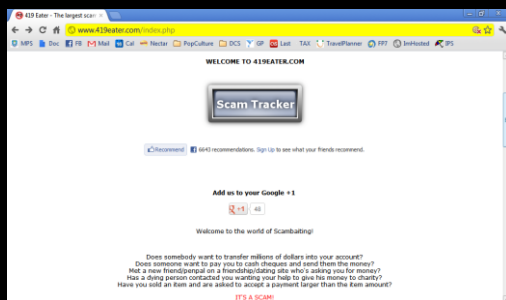 419 Eater - The largest scam
www.419eater.com/index.php
MPS Doc FB Mail Cal Nectar PopCulture DCS GP Last TAX TravelPlanner FP7 ImHosted IPS
WELCOME TO 419EATER.COM
Scam Tracker
Recommend 6640 recommendations. Sign Up to see what your friends recommend.
Add us to your Google +1
+1
Welcome to the world of Scambaiting!
Does somebody want to transfer millions of dollars into your account?
Does someone want to pay you to cash cheques and send them the money?
Met a new friend/penpal on a friendship/dating site who's asking you for money?
Has a dying person contacted you wanting your help to give his money to charity?
Have you sold an item and are asked to accept a payment larger than the item amount?
IT'S A SCAM!